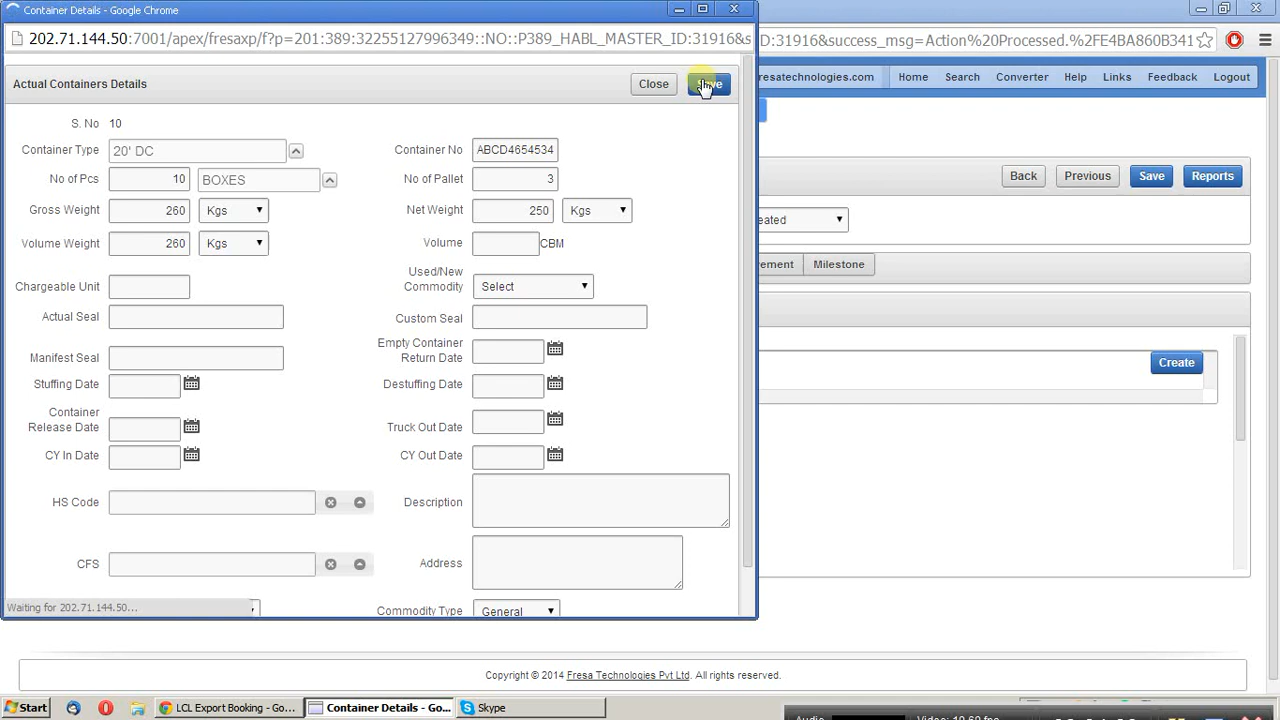 Container Details - Google Chrome
202.71.144.50:7001/apex/fresaxp/f?p=201:389:32255127996349::NO::P389_HABL_MASTER_ID:31916&s
ID:31916&success_msg=Action%20Processed.%2FE4BA860B341
Actual Containers Details
Close
Save
fresatechnologies.com
Home
Search
Converter
Help
Links
Feedback
Logout
S. No 10
Container Type 20' DC
Container No ABCD4654534
No of Pcs 10 BOXES
No of Pallet 3
Back
Previous
Save
Reports
Gross Weight 260 Kgs
Net Weight 250 Kgs
eated
Volume Weight 260 Kgs
Volume CBM
vement
Milestone
Chargeable Unit
Used/New
Commodity Select
Actual Seal
Custom Seal
Manifest Seal
Empty Container
Return Date
Create
Stuffing Date
Destuffing Date
Container
Release Date
Truck Out Date
CY In Date
CY Out Date
HS Code
Description
CFS
Address
Waiting for 202.71.144.50...
Commodity Type General
Copyright © 2014 Fresa Technologies Pvt Ltd. All rights reserved.
Start
LCL Export Booking - Go...
Container Details - Go...
Skype